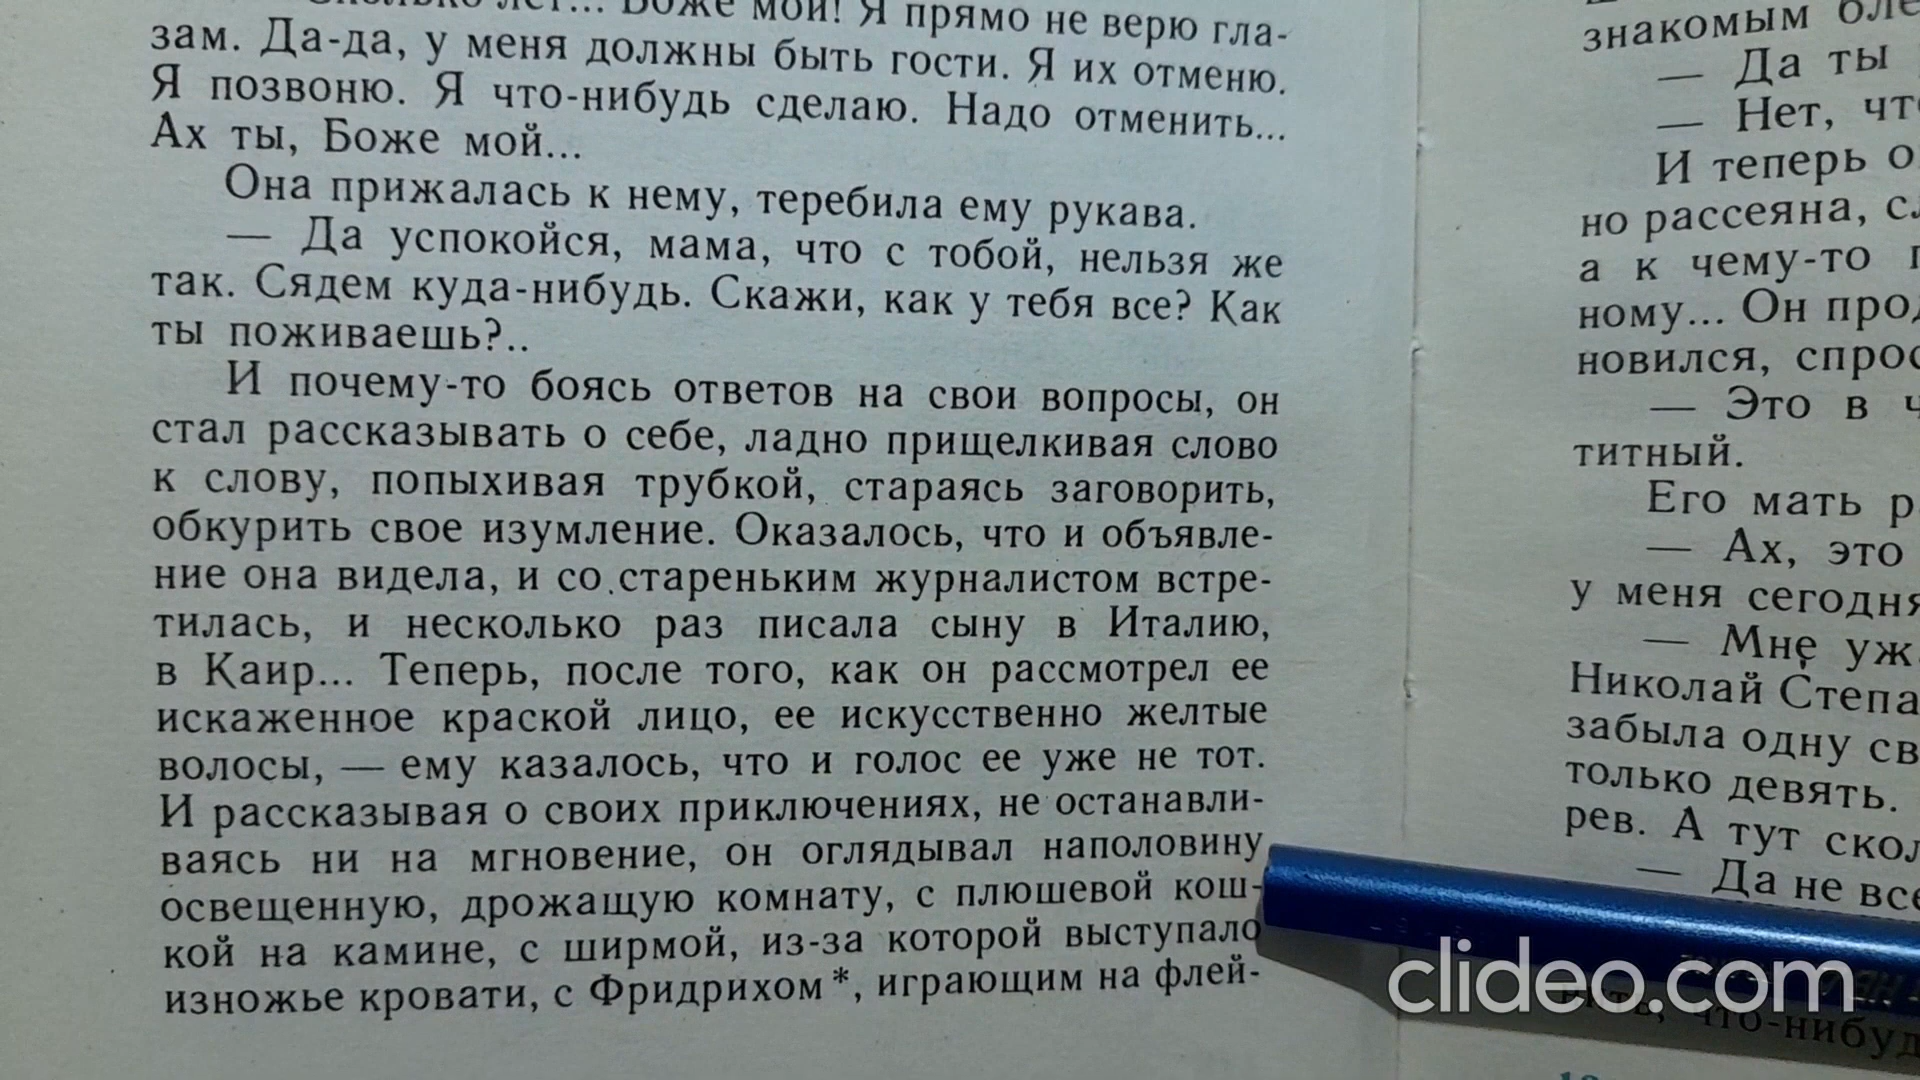 лет... Боже мой! Я прямо не верю гла-
зам. Да-да, у меня должны быть гости. Я их отменю.
Я позвоню. Я что-нибудь сделаю. Надо отменить...
Ах ты, Боже мой...
Она прижалась к нему, теребила ему рукава.
— Да успокойся, мама, что с тобой, нельзя же
так. Сядем куда-нибудь. Скажи, как у тебя все? Как
ты поживаешь?..
И почему-то боясь ответов на свои вопросы, он
стал рассказывать о себе, ладно прищелкивая слово
к слову, попыхивая трубкой, стараясь заговорить,
обкурить свое изумление. Оказалось, что и объявле-
ние она видела, и со стареньким журналистом встре-
тилась, и несколько раз писала сыну в Италию,
в Каир... Теперь, после того, как он рассмотрел ее
искаженное краской лицо, ее искусственно желтые
волосы, — ему казалось, что и голос ее уже не тот.
И рассказывая о своих приключениях, не останавли-
ваясь ни на мгновение, он оглядывал наполовину
освещенную, дрожащую комнату, с плюшевой кош-
кой на камине, с ширмой, из-за которой выступало
изножье кровати, с Фридрихом*, играющим на флей-
знакомым
— Да ты
— Нет,
И теперь
но рассеяна,
а к чему-то
ному... Он
новился,
— Это в
титный.
Его мать
— Ах, это
у меня сегодня
— Мне
Николай
забыла одну
только девять.
рев. А тут
— Да не
clideo.com